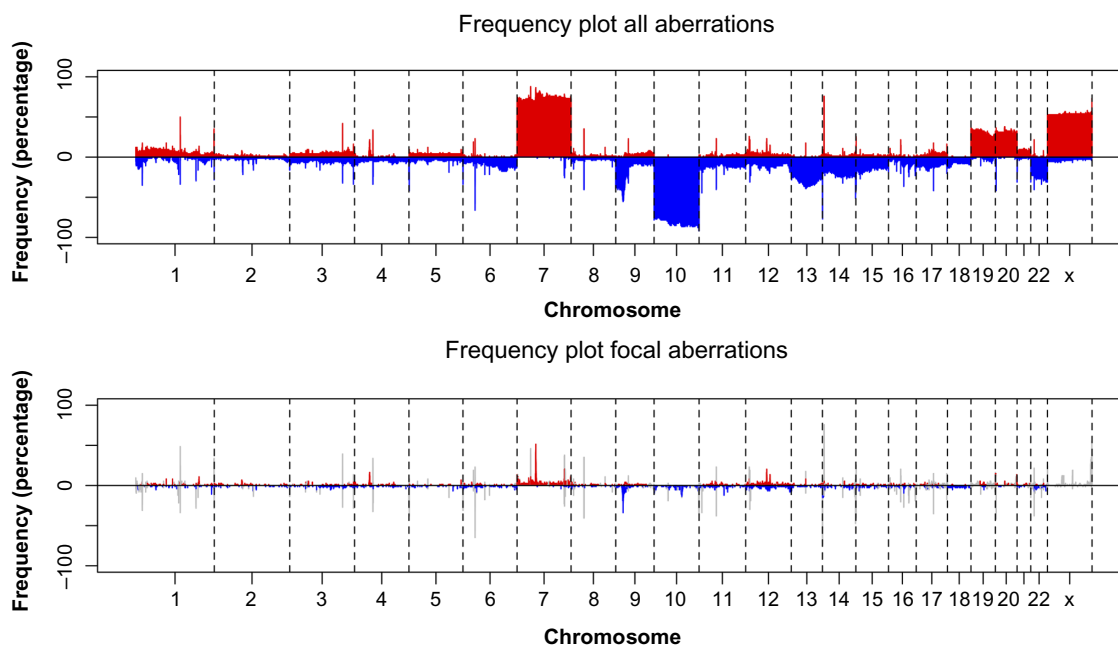 Frequency plot all aberrations
Frequency (percentage)
100
0
−100
1 2 3 4 5 6 7 8 9 10 11 12 13 14 15 16 17 18 19 20 22 x
Chromosome
Frequency plot focal aberrations
Frequency (percentage)
100
0
−100
1 2 3 4 5 6 7 8 9 10 11 12 13 14 15 16 17 18 19 20 22 x
Chromosome